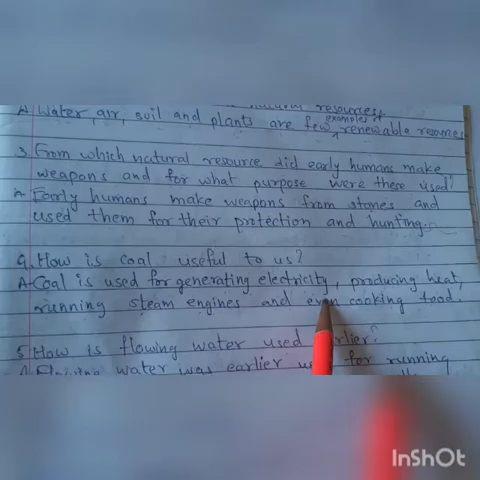 natural resources
A. Water, air, soil and plants are few examples of renewable resources
3. From which natural resource did early humans make
weapons and for what purpose were these used?
A- Early humans make weapons from stones and
used them for their protection and hunting.
4. How is coal useful to us?
A- Coal is used for generating electricity, producing heat,
running steam engines and even cooking food.
5. How is flowing water used earlier?
A Flowing water was earlier used for running
InShOt